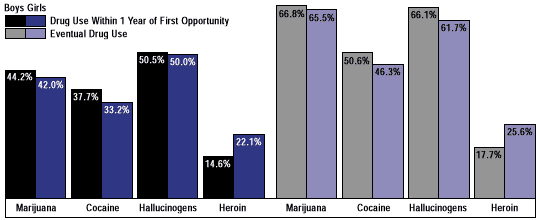 Boys Girls
Drug Use Within 1 Year of First Opportunity
Eventual Drug Use
44.2% 42.0% 37.7% 33.2% 50.5% 50.0% 14.6% 22.1% 66.8% 65.5% 50.6% 46.3% 66.1% 61.7% 17.7% 25.6%
Marijuana Cocaine Hallucinogens Heroin Marijuana Cocaine Hallucinogens Heroin